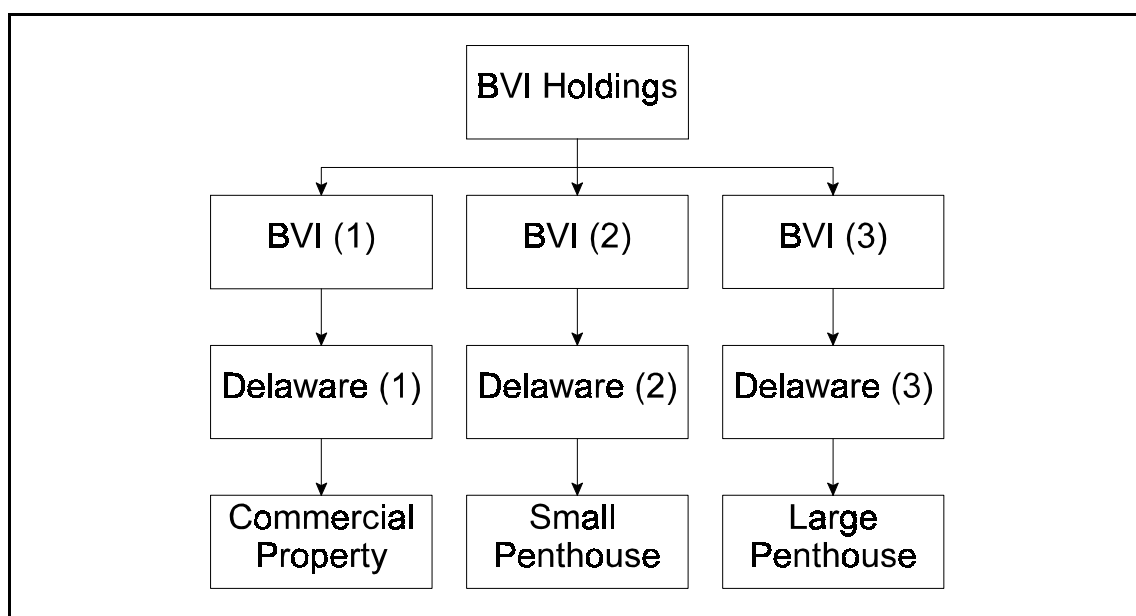 BVI Holdings
BVI (1)
BVI (2)
BVI (3)
Delaware (1)
Delaware (2)
Delaware (3)
Commercial
Property
Small
Penthouse
Large
Penthouse